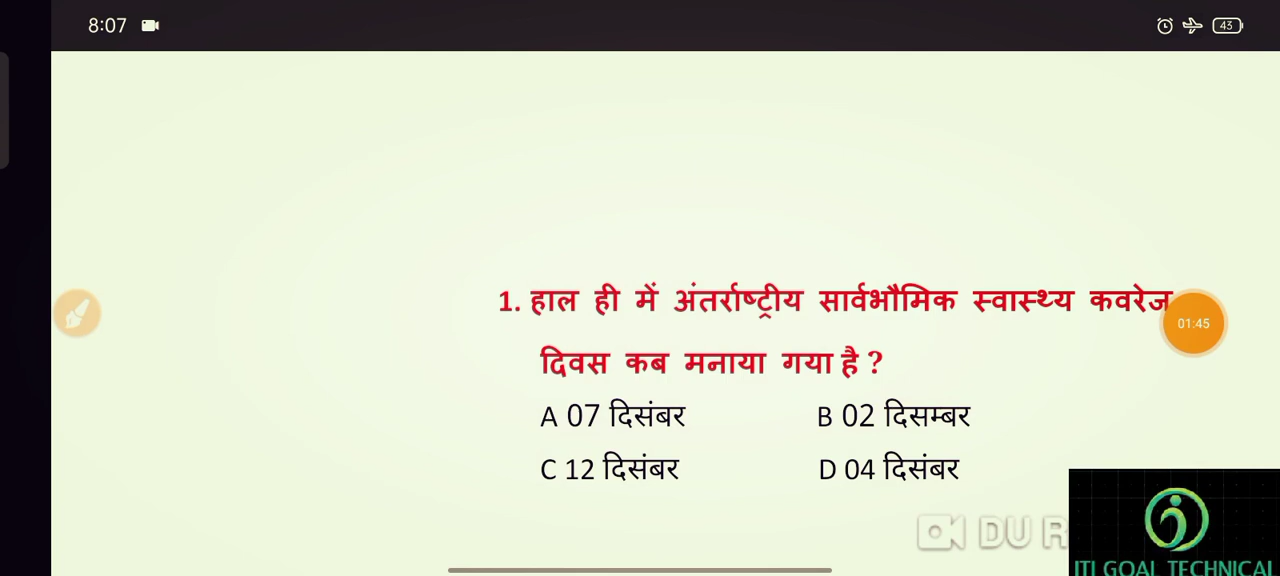 8:07
43
1. हाल ही में अंतर्राष्ट्रीय सार्वभौमिक स्वास्थ्य कवरेज
01:45
दिवस कब मनाया गया है ?
A 07 दिसंबर B 02 दिसम्बर
C 12 दिसंबर D 04 दिसंबर
DU R
ITI GOAL TECHNICAL